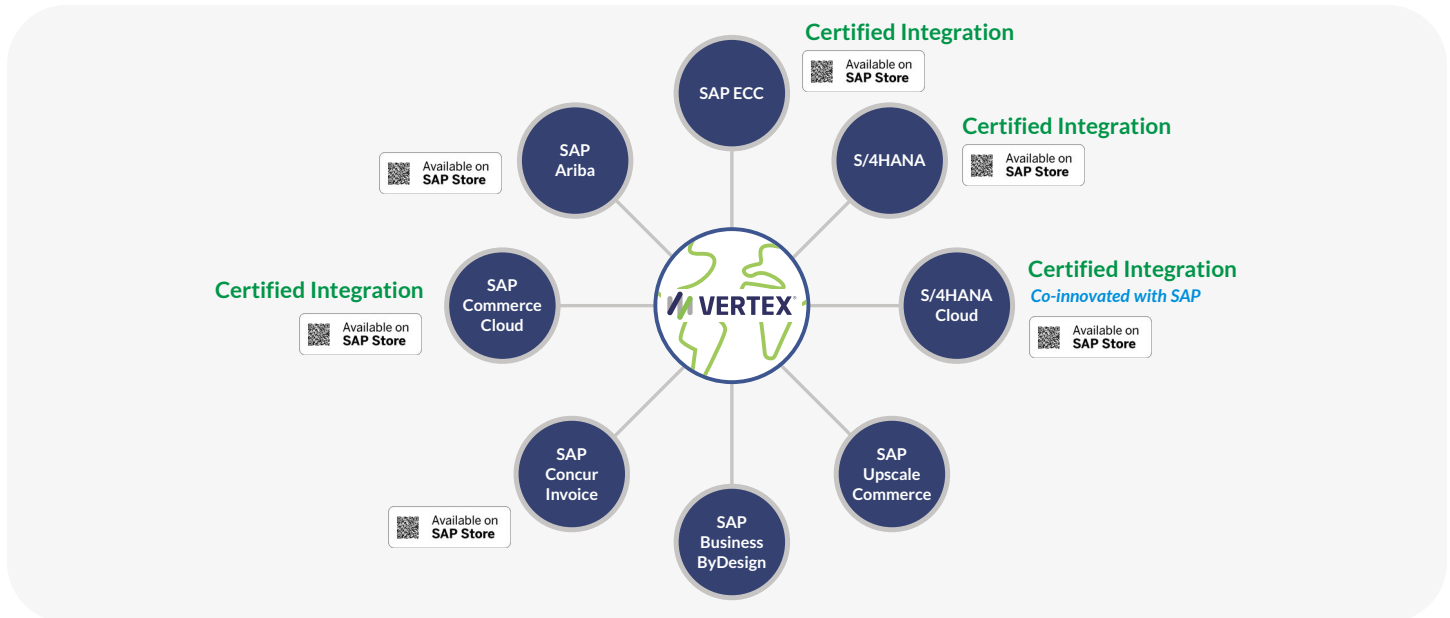 Certified Integration
Available on
SAP Store
SAP ECC
Certified Integration
Available on
SAP Store
S/4HANA
SAP
Ariba
Available on
SAP Store
Certified Integration
Co-innovated with SAP
Available on
SAP Store
S/4HANA
Cloud
VERTEX
SAP
Commerce
Cloud
Certified Integration
Available on
SAP Store
SAP
Concur
Invoice
Available on
SAP Store
SAP
Upscale
Commerce
SAP
Business
ByDesign